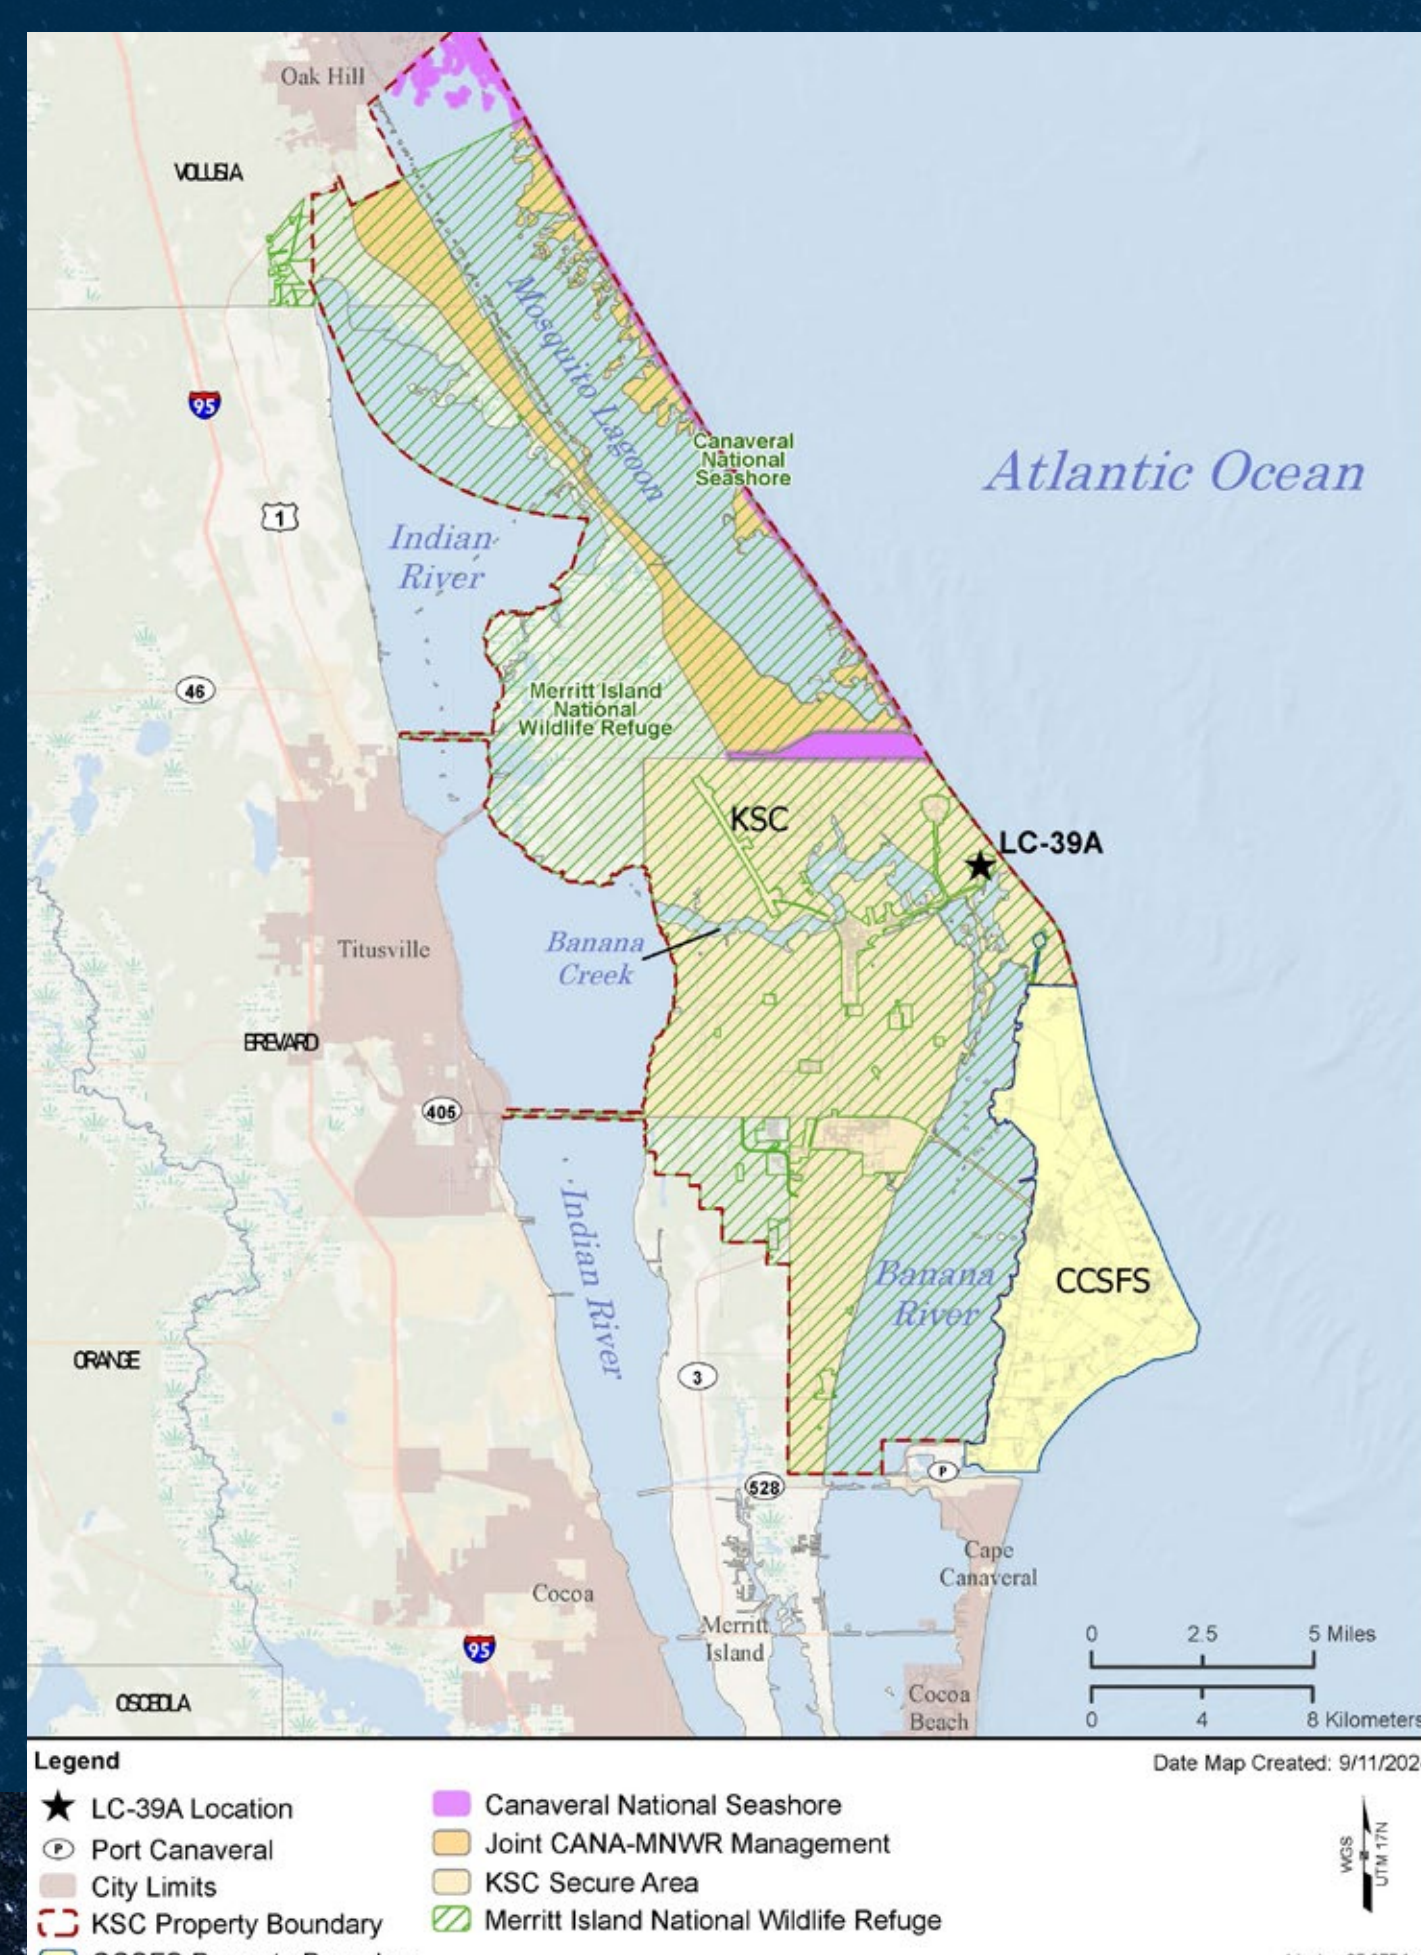 Oak Hill
VOLUSIA
Mosquito Lagoon
95
Canaveral
National
Seashore
Atlantic Ocean
1
Indian
River
46
Merritt Island
National
Wildlife Refuge
KSC
LC-39A
Titusville
Banana
Creek
BREVARD
405
Indian River
Banana
River
CCSFS
ORANGE
3
P
528
Cape
Canaveral
Cocoa
Merritt
Island
95
0 2.5 5 Miles
0 4 8 Kilometers
Cocoa
Beach
OSCEOLA
Legend
Date Map Created: 9/11/202
LC-39A Location
Port Canaveral
City Limits
KSC Property Boundary
Canaveral National Seashore
Joint CANA-MNWR Management
KSC Secure Area
Merritt Island National Wildlife Refuge
WGS
N
UTM 17N